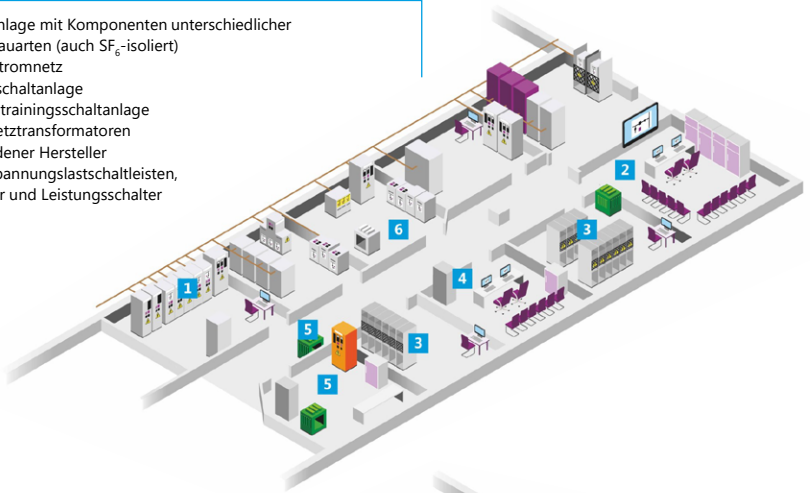 nlage mit Komponenten unterschiedlicher
auarten (auch SF6-isoliert)
tromnetz
schaltanlage
trainingsschaltanlage
etztransformatoren
dener Hersteller
pannungslastschaltleisten,
r und Leistungsschalter
2
3
6
4
1
5
3
5